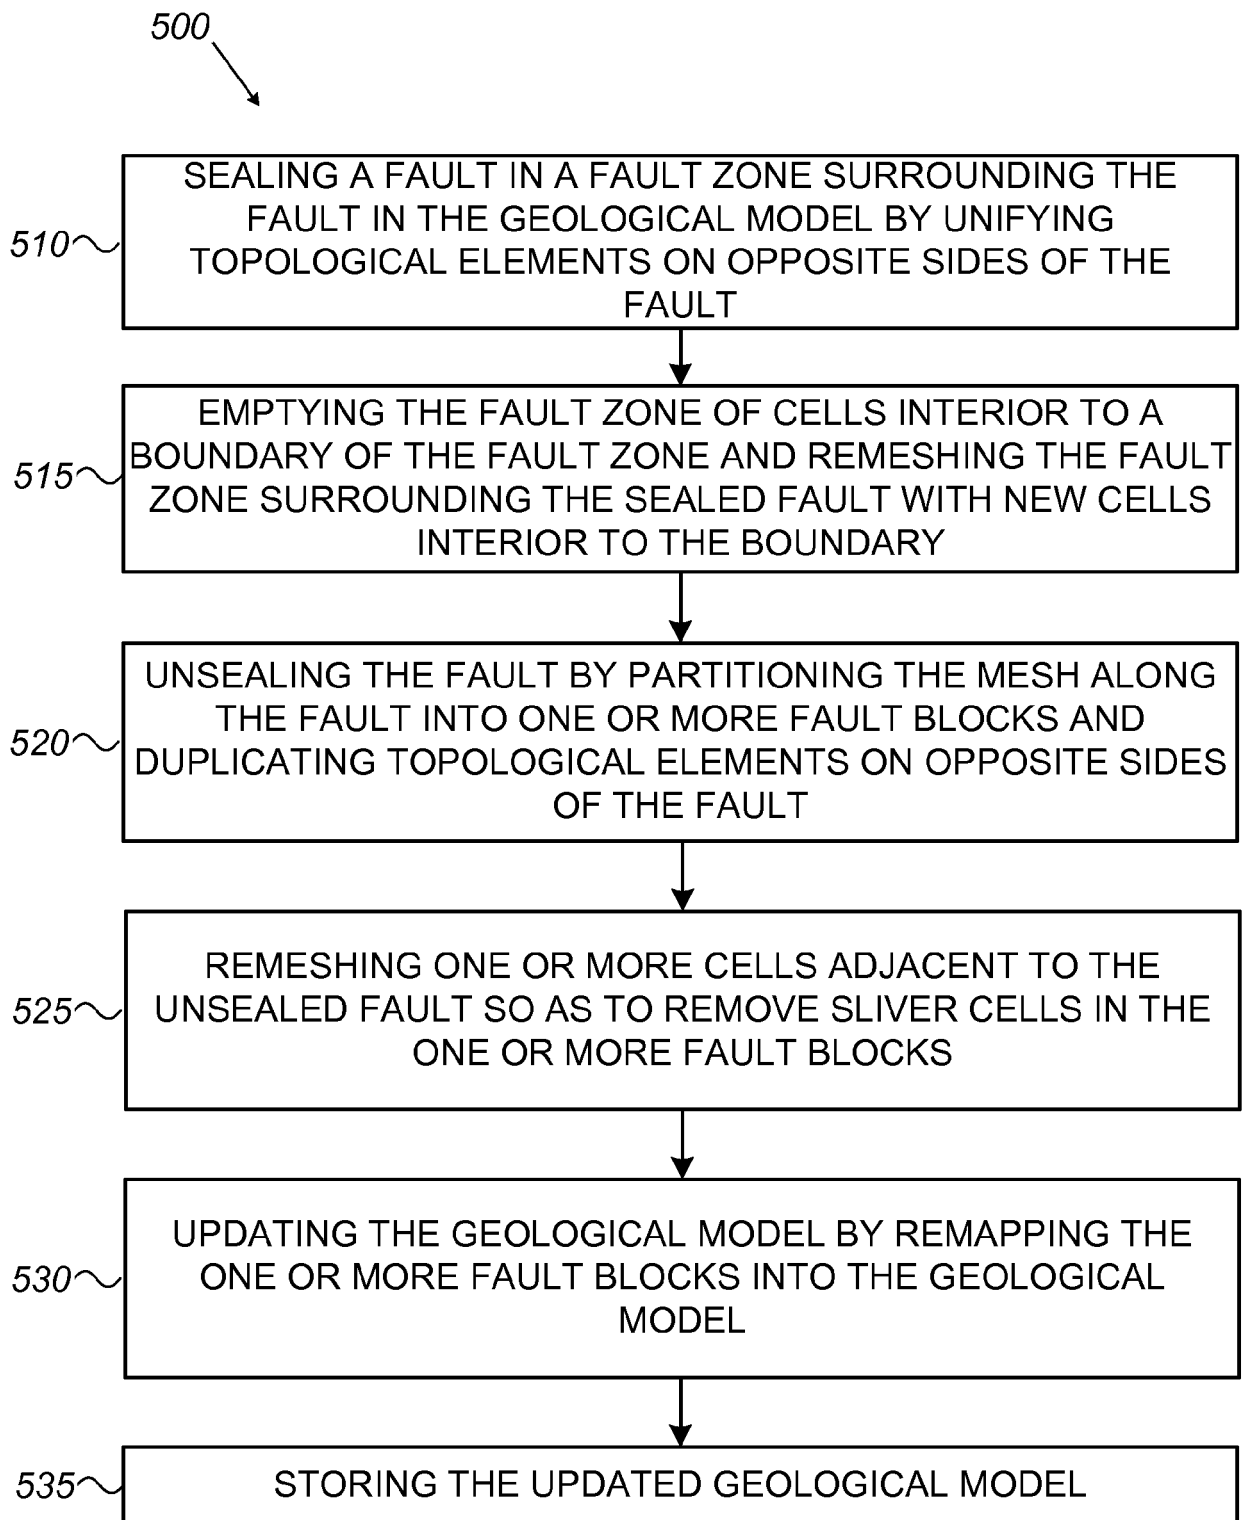 500
510
SEALING A FAULT IN A FAULT ZONE SURROUNDING THE
FAULT IN THE GEOLOGICAL MODEL BY UNIFYING
TOPOLOGICAL ELEMENTS ON OPPOSITE SIDES OF THE
FAULT
515
EMPTYING THE FAULT ZONE OF CELLS INTERIOR TO A
BOUNDARY OF THE FAULT ZONE AND REMESHING THE FAULT
ZONE SURROUNDING THE SEALED FAULT WITH NEW CELLS
INTERIOR TO THE BOUNDARY
520
UNSEALING THE FAULT BY PARTITIONING THE MESH ALONG
THE FAULT INTO ONE OR MORE FAULT BLOCKS AND
DUPLICATING TOPOLOGICAL ELEMENTS ON OPPOSITE SIDES
OF THE FAULT
525
REMESHING ONE OR MORE CELLS ADJACENT TO THE
UNSEALED FAULT SO AS TO REMOVE SLIVER CELLS IN THE
ONE OR MORE FAULT BLOCKS
530
UPDATING THE GEOLOGICAL MODEL BY REMAPPING THE
ONE OR MORE FAULT BLOCKS INTO THE GEOLOGICAL
MODEL
535
STORING THE UPDATED GEOLOGICAL MODEL